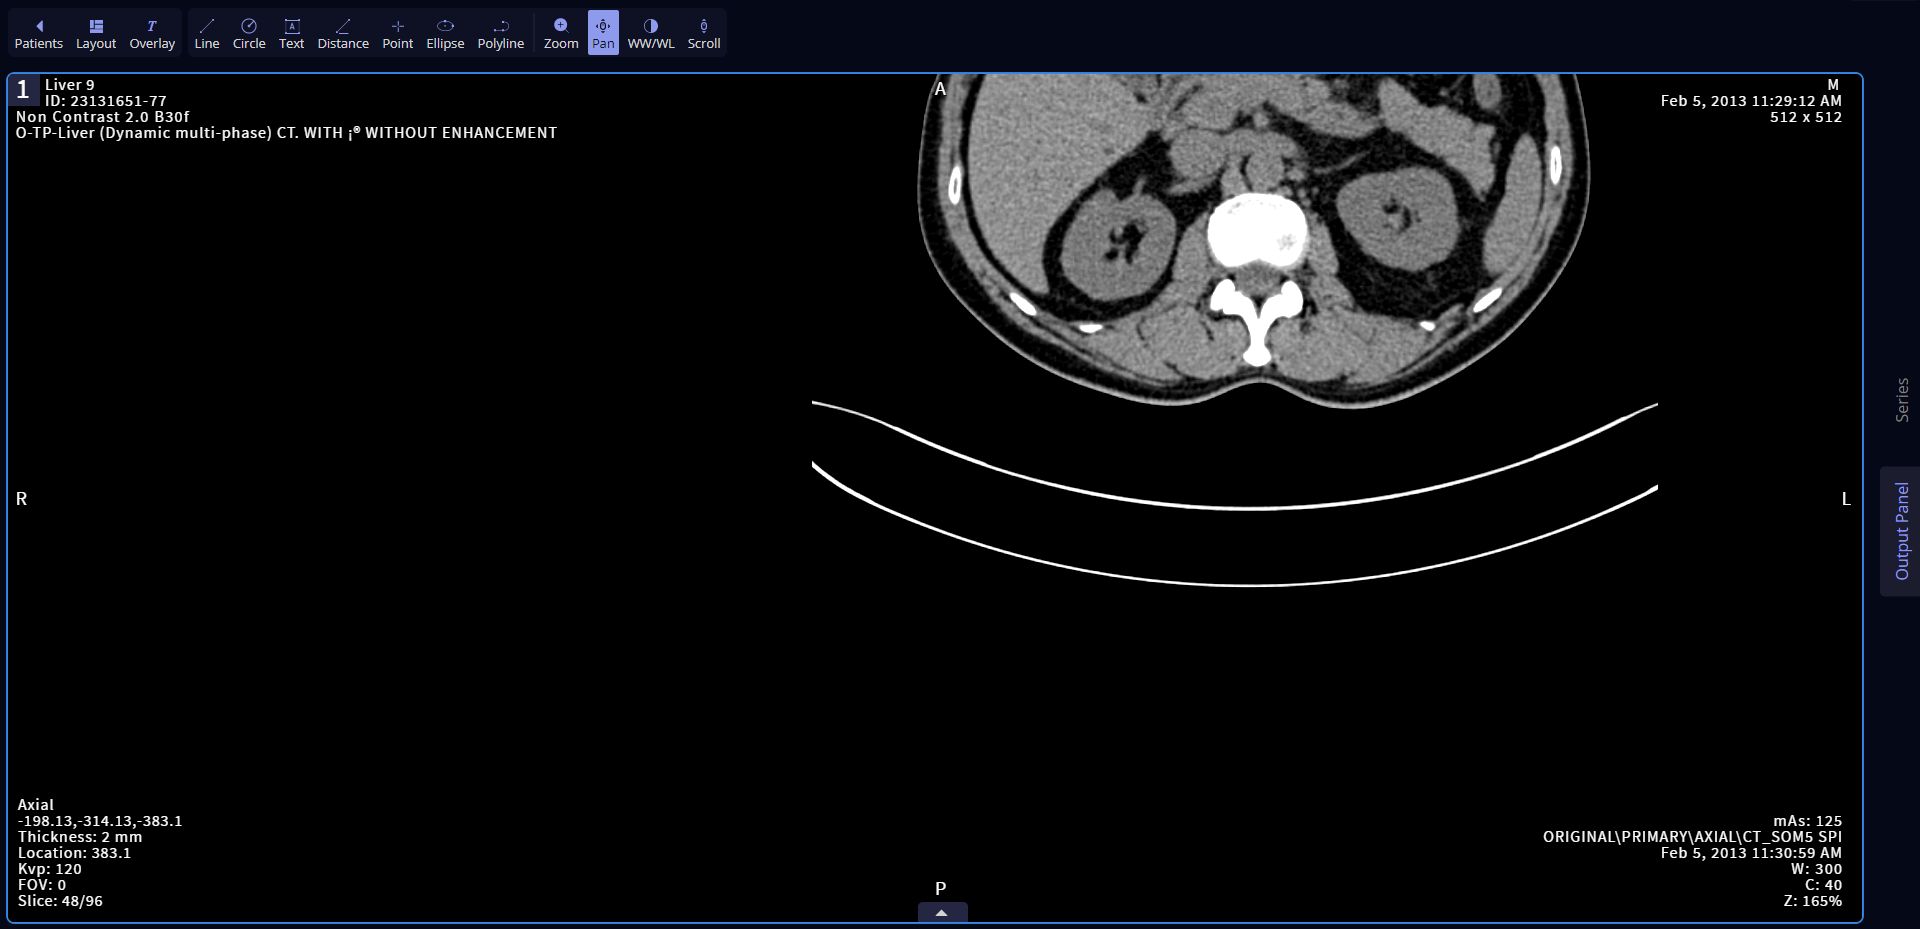 Patients Layout Overlay Line Circle Text Distance Point Ellipse Polyline Zoom Pan WW/WL Scroll
1
Liver 9
ID: 23131651-77
Non Contrast 2.0 B30f
O-TP-Liver (Dynamic multi-phase) CT. WITH ¡® WITHOUT ENHANCEMENT
A
M
Feb 5, 2013 11:29:12 AM
512 x 512
R
L
Series
Output Panel
Axial
-198.13,-314.13,-383.1
Thickness: 2 mm
Location: 383.1
Kvp: 120
FOV: 0
Slice: 48/96
P
mAs: 125
ORIGINAL\PRIMARY\AXIAL\CT_SOM5 SPI
Feb 5, 2013 11:30:59 AM
W: 300
C: 40
Z: 165%